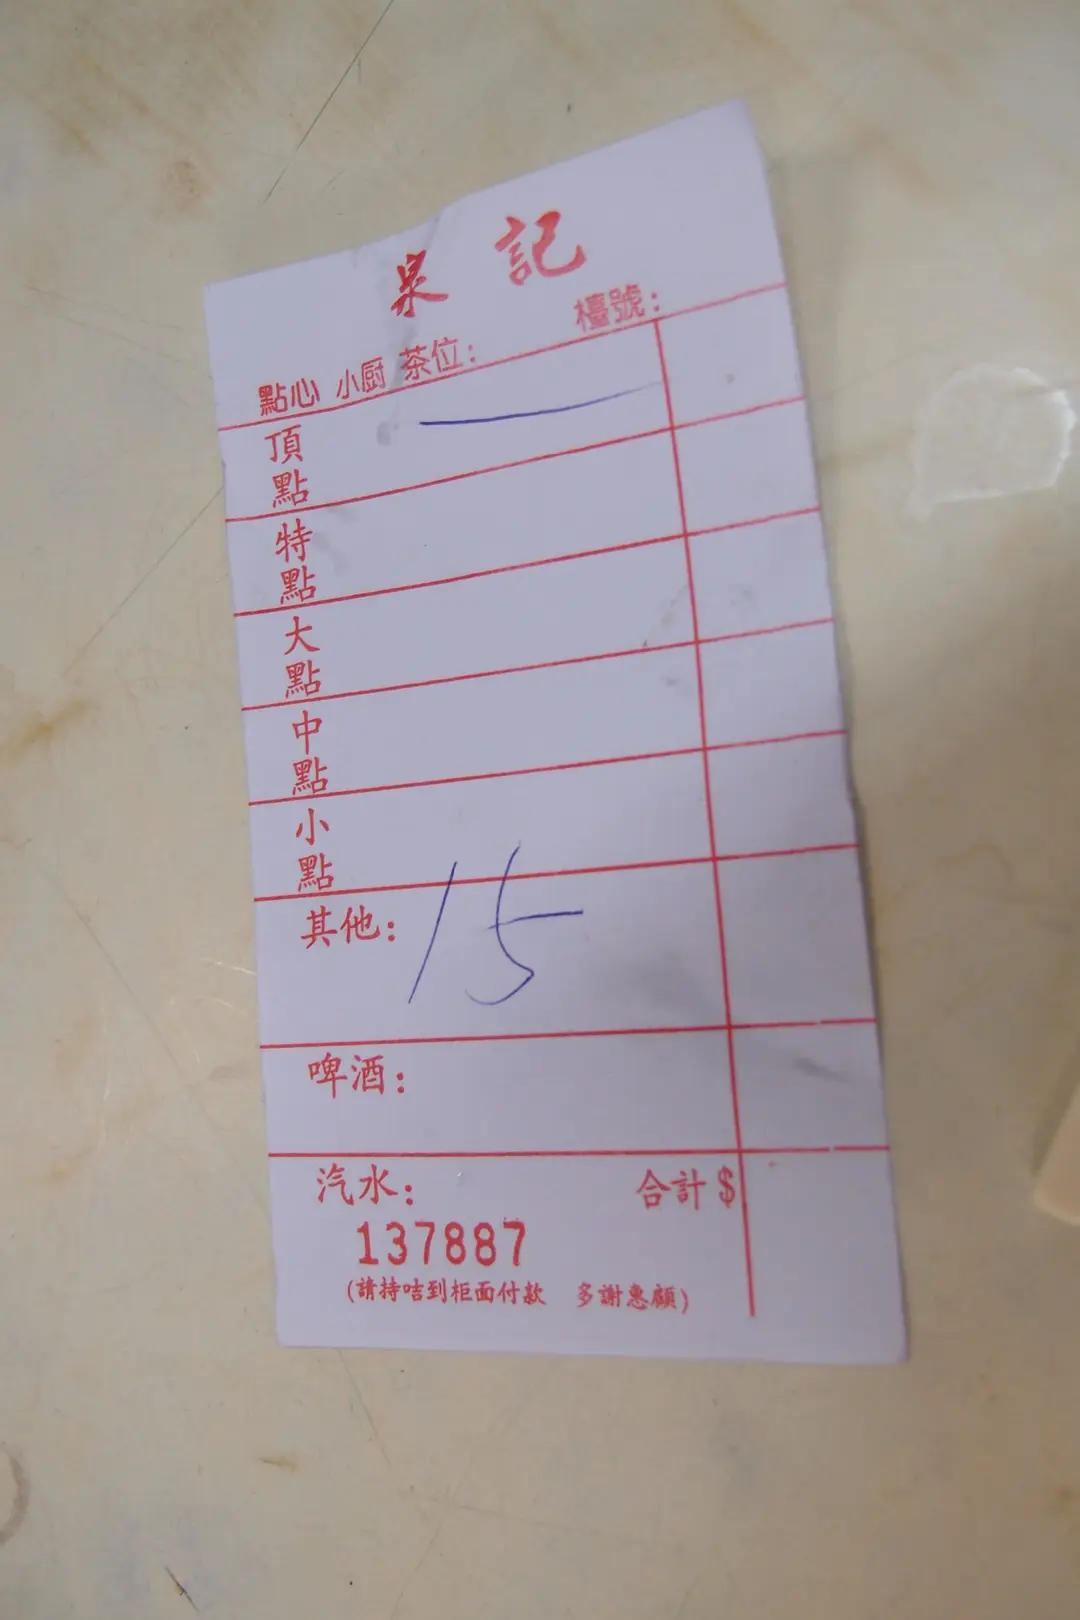 泉記
點心 小厨 茶位： 檯號：
頂點
特點
大點
中點
小點
其他： 15
啤酒：
汽水： 合計 $
137887
(請持咭到柜面付款 多謝惠顧)